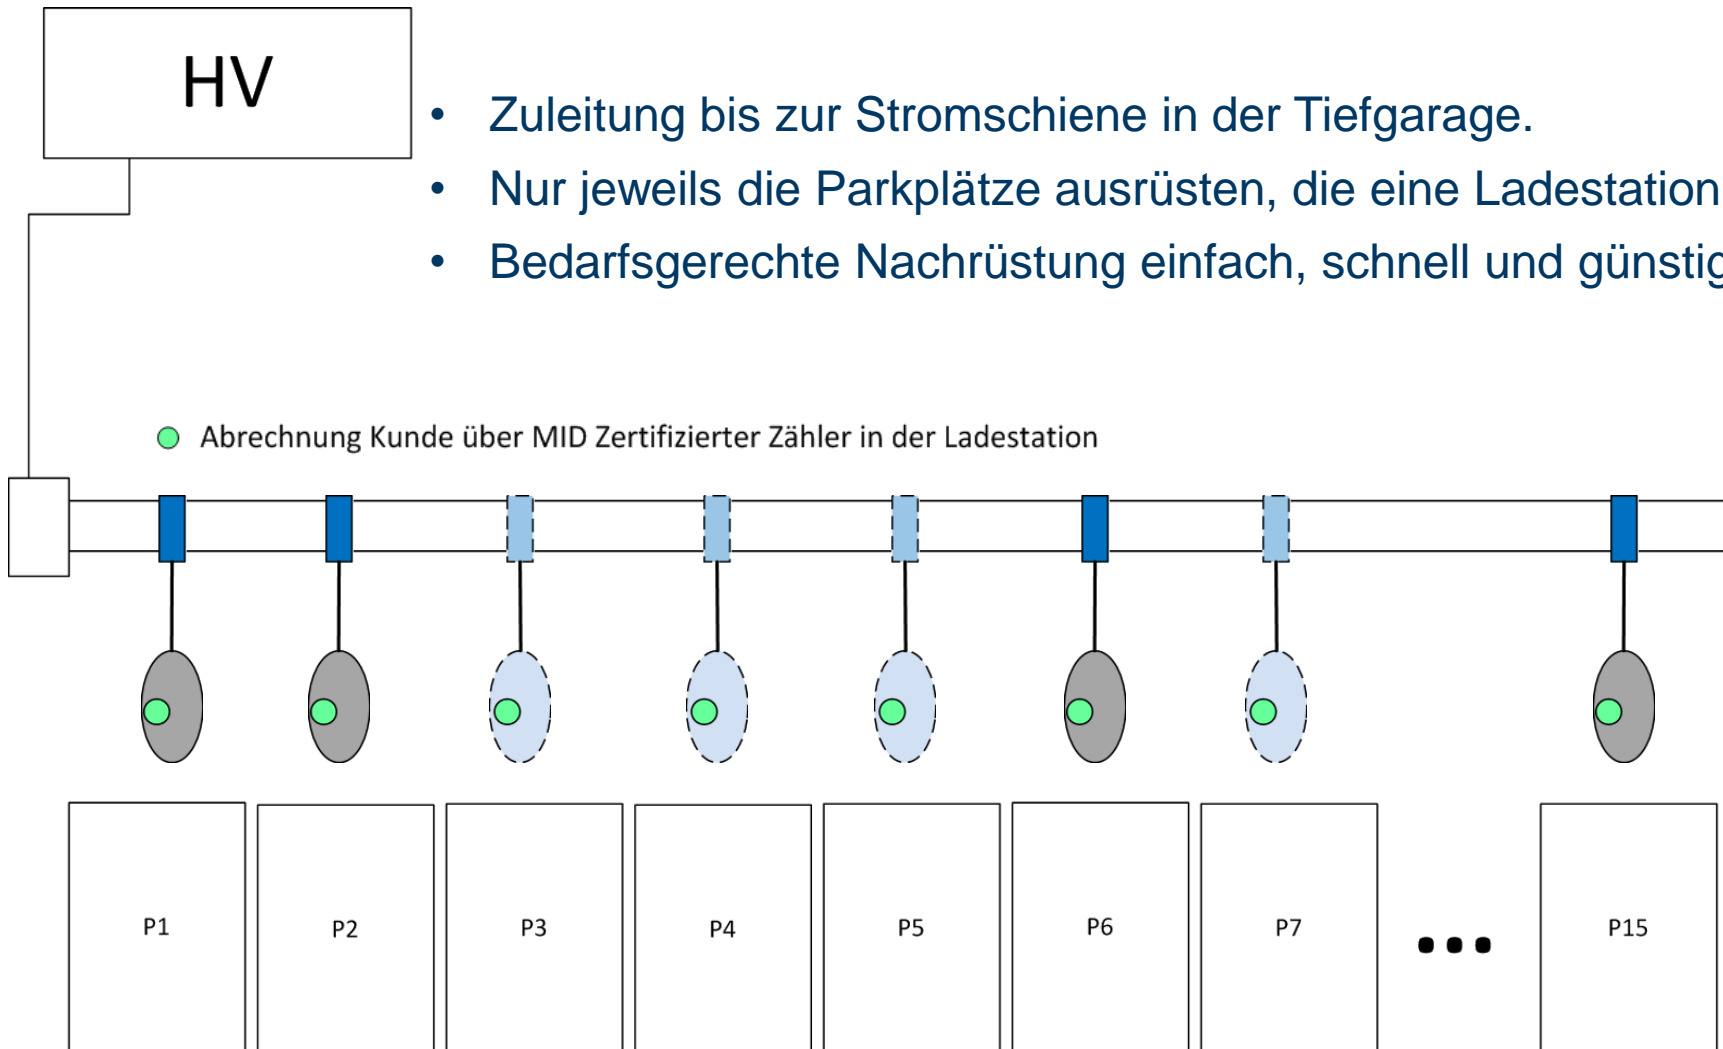 HV
• Zuleitung bis zur Stromschiene in der Tiefgarage.
• Nur jeweils die Parkplätze ausrüsten, die eine Ladestation
• Bedarfsgerechte Nachrüstung einfach, schnell und günstig
Abrechnung Kunde über MID Zertifizierter Zähler in der Ladestation
P1 P2 P3 P4 P5 P6 P7 ... P15